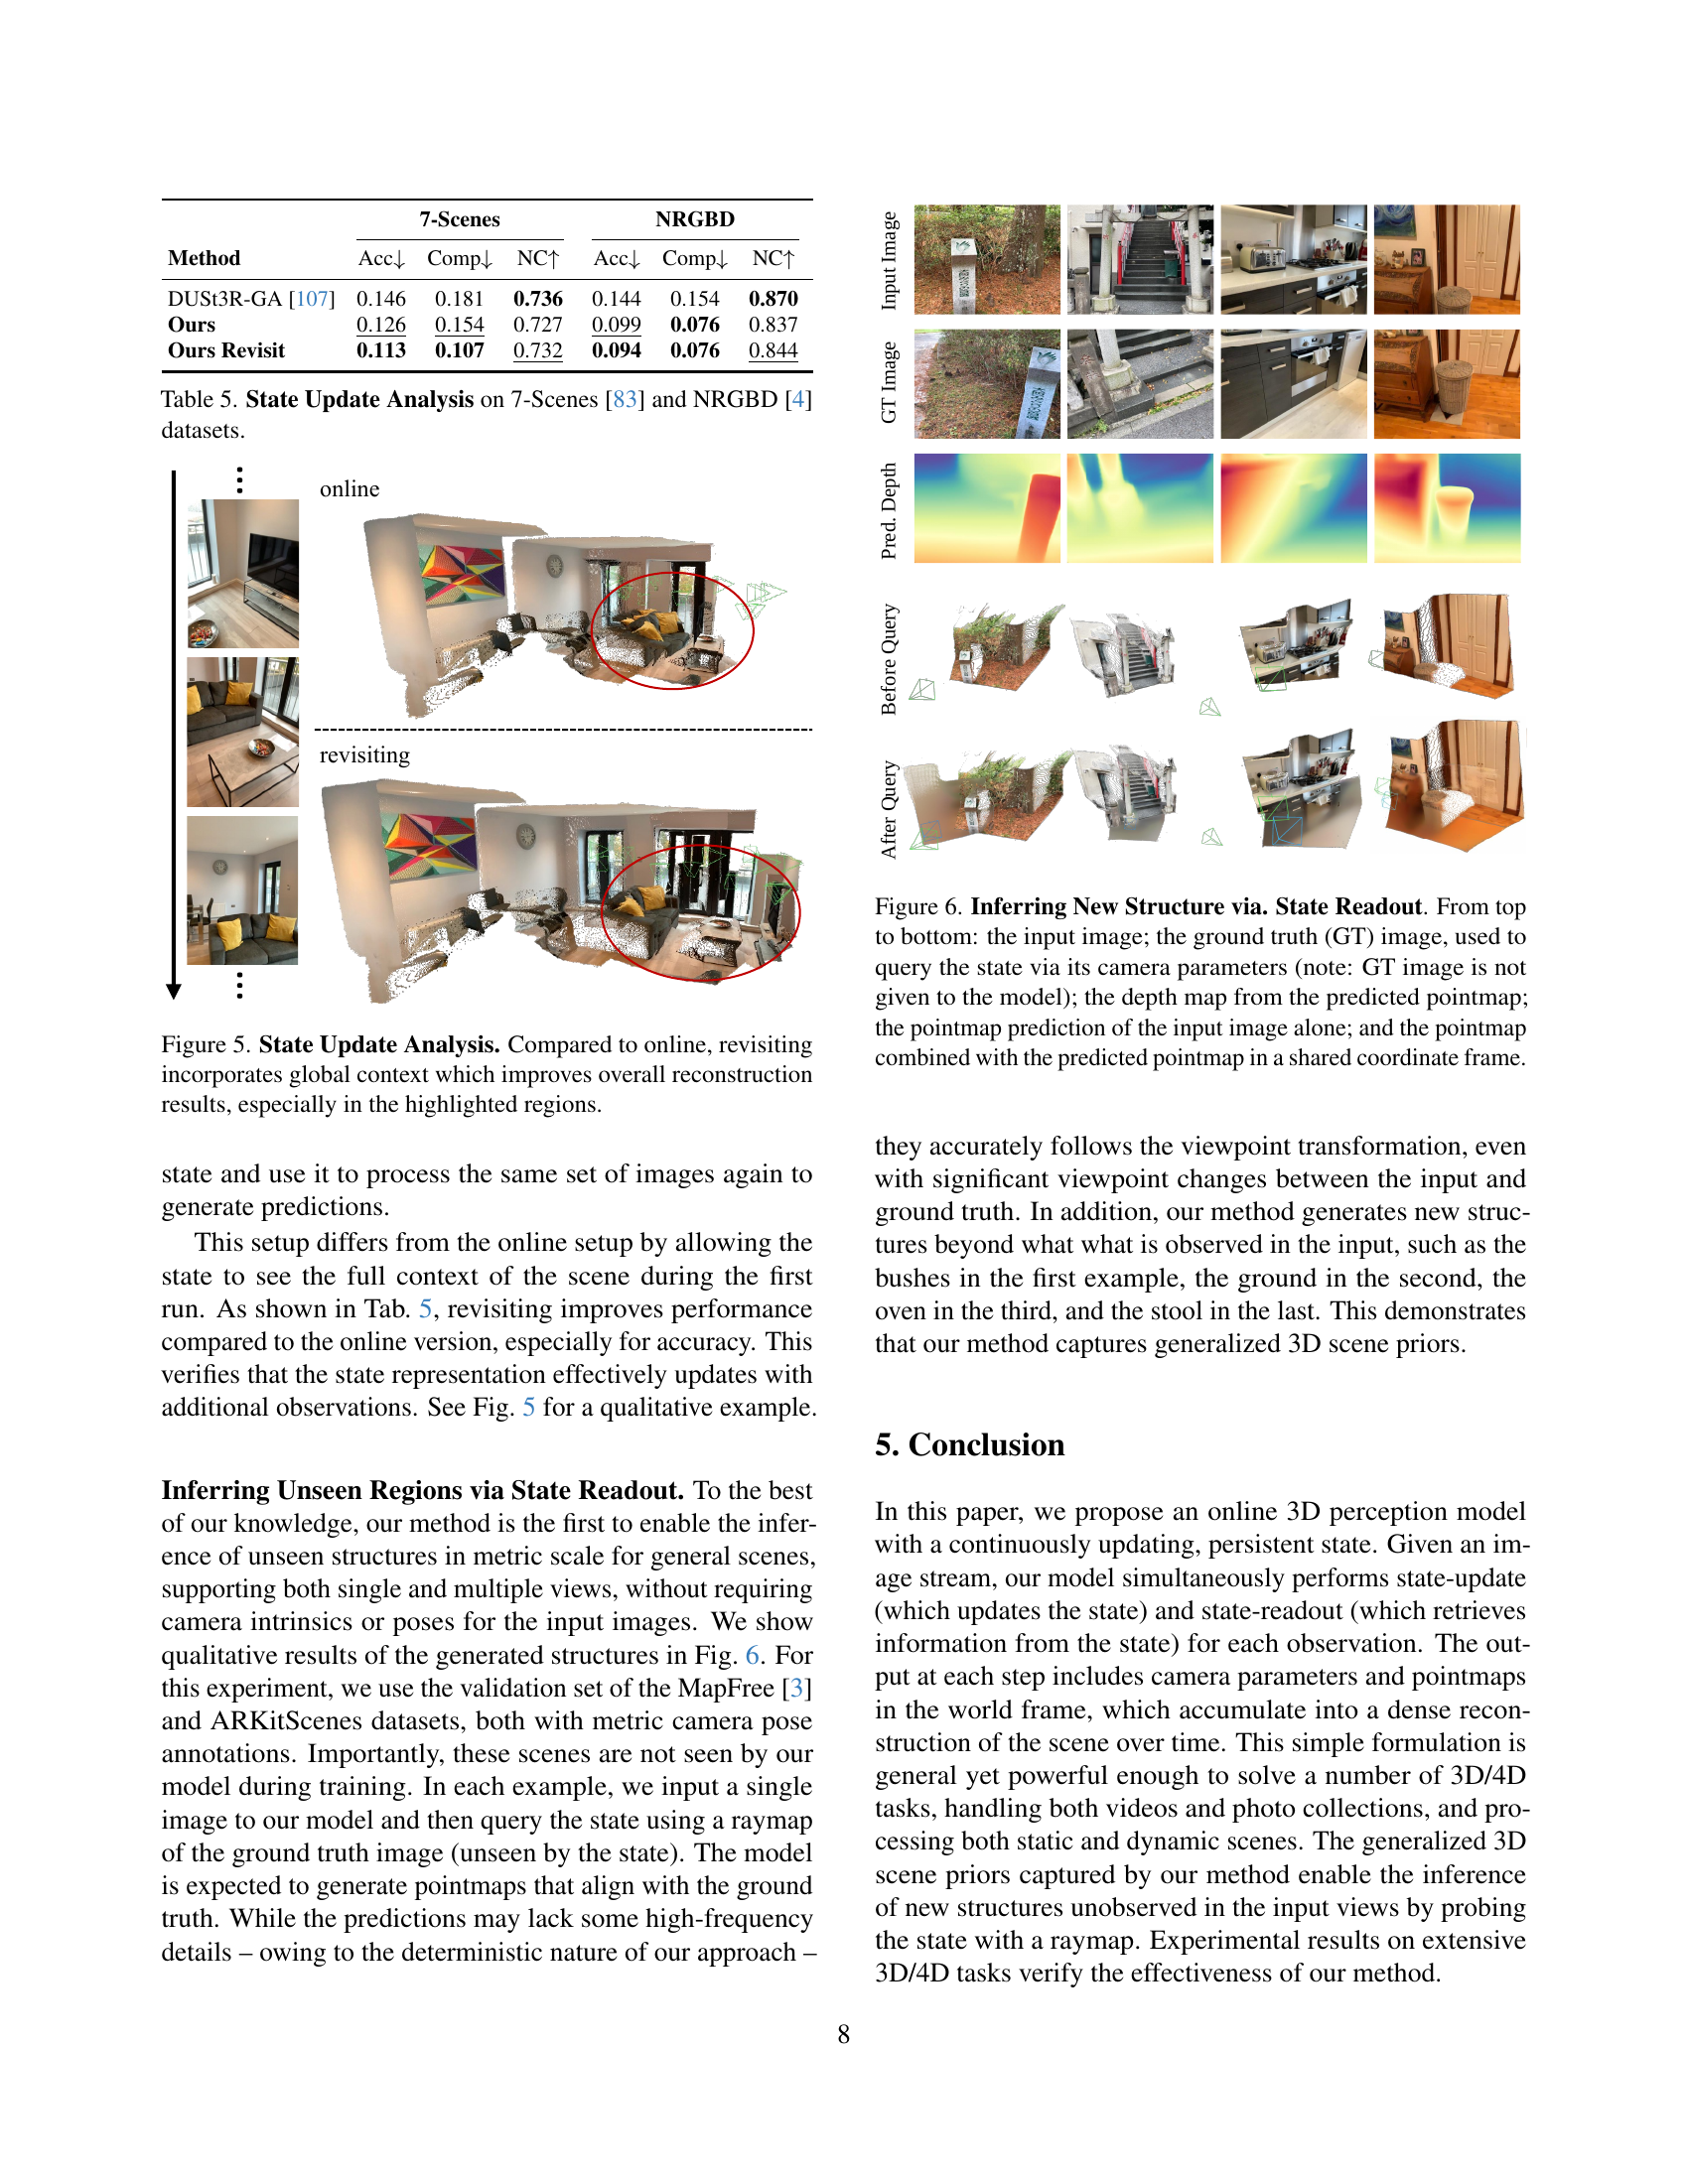 7-Scenes NRGBD
Method Acc↓ Comp↓ NC↑ Acc↓ Comp↓ NC↑
DUSt3R-GA [107] 0.146 0.181 0.736 0.144 0.154 0.870
Ours 0.126 0.154 0.727 0.099 0.076 0.837
Ours Revisit 0.113 0.107 0.732 0.094 0.076 0.844
Table 5. State Update Analysis on 7-Scenes [83] and NRGBD [4]
datasets.
online
revisiting
Figure 5. State Update Analysis. Compared to online, revisiting
incorporates global context which improves overall reconstruction
results, especially in the highlighted regions.
state and use it to process the same set of images again to
generate predictions.
This setup differs from the online setup by allowing the
state to see the full context of the scene during the first
run. As shown in Tab. 5, revisiting improves performance
compared to the online version, especially for accuracy. This
verifies that the state representation effectively updates with
additional observations. See Fig. 5 for a qualitative example.
Inferring Unseen Regions via State Readout. To the best
of our knowledge, our method is the first to enable the infer-
ence of unseen structures in metric scale for general scenes,
supporting both single and multiple views, without requiring
camera intrinsics or poses for the input images. We show
qualitative results of the generated structures in Fig. 6. For
this experiment, we use the validation set of the MapFree [3]
and ARKitScenes datasets, both with metric camera pose
annotations. Importantly, these scenes are not seen by our
model during training. In each example, we input a single
image to our model and then query the state using a raymap
of the ground truth image (unseen by the state). The model
is expected to generate pointmaps that align with the ground
truth. While the predictions may lack some high-frequency
details – owing to the deterministic nature of our approach –
Input Image
GT Image
Pred. Depth
Before Query
After Query
Figure 6. Inferring New Structure via. State Readout. From top
to bottom: the input image; the ground truth (GT) image, used to
query the state via its camera parameters (note: GT image is not
given to the model); the depth map from the predicted pointmap;
the pointmap prediction of the input image alone; and the pointmap
combined with the predicted pointmap in a shared coordinate frame.
they accurately follows the viewpoint transformation, even
with significant viewpoint changes between the input and
ground truth. In addition, our method generates new struc-
tures beyond what what is observed in the input, such as the
bushes in the first example, the ground in the second, the
oven in the third, and the stool in the last. This demonstrates
that our method captures generalized 3D scene priors.
5. Conclusion
In this paper, we propose an online 3D perception model
with a continuously updating, persistent state. Given an im-
age stream, our model simultaneously performs state-update
(which updates the state) and state-readout (which retrieves
information from the state) for each observation. The out-
put at each step includes camera parameters and pointmaps
in the world frame, which accumulate into a dense recon-
struction of the scene over time. This simple formulation is
general yet powerful enough to solve a number of 3D/4D
tasks, handling both videos and photo collections, and pro-
cessing both static and dynamic scenes. The generalized 3D
scene priors captured by our method enable the inference
of new structures unobserved in the input views by probing
the state with a raymap. Experimental results on extensive
3D/4D tasks verify the effectiveness of our method.
8